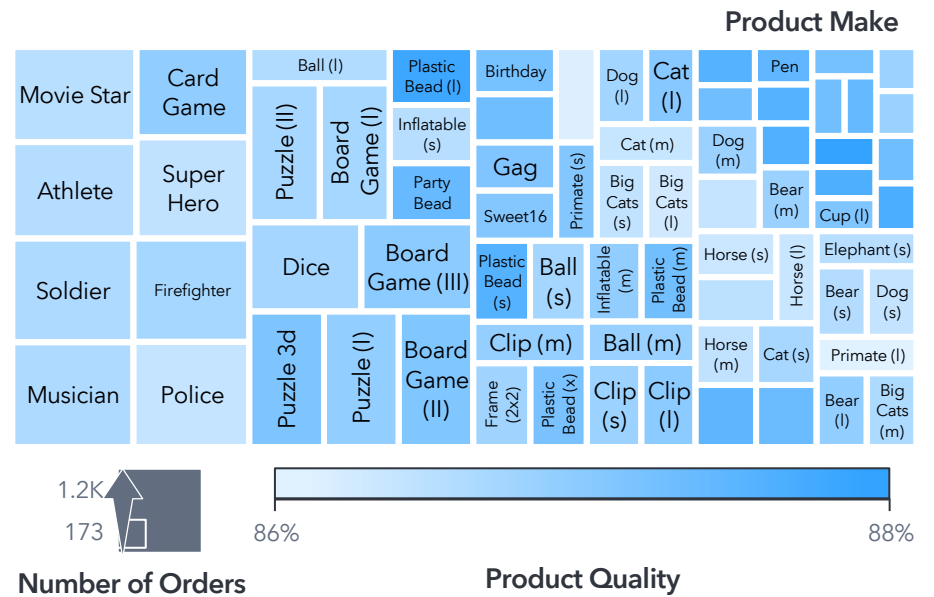 Product Make
Movie Star
Card
Game
Ball (l)
Plastic
Bead (l)
Birthday
Dog
(l)
Cat
(l)
Pen
Puzzle (II)
Board
Game (I)
Inflatable
(s)
Cat (m)
Dog
(m)
Athlete
Super
Hero
Party
Bead
Gag
Primate (s)
Big
Cats
(s)
Big
Cats
(l)
Bear
(m)
Sweet16
Cup (l)
Soldier
Firefighter
Dice
Board
Game (III)
Plastic
Bead
(s)
Ball
(s)
Inflatable
(m)
Plastic
Bead (m)
Horse (s)
Horse (l)
Elephant (s)
Bear
(s)
Dog
(s)
Musician
Police
Puzzle 3d
Puzzle (I)
Board
Game
(II)
Clip (m)
Ball (m)
Horse
(m)
Cat (s)
Primate (l)
Frame
(2x2)
Plastic
Bead (x)
Clip
(s)
Clip
(l)
Bear
(l)
Big
Cats
(m)
1.2K
173
86%
88%
Number of Orders
Product Quality